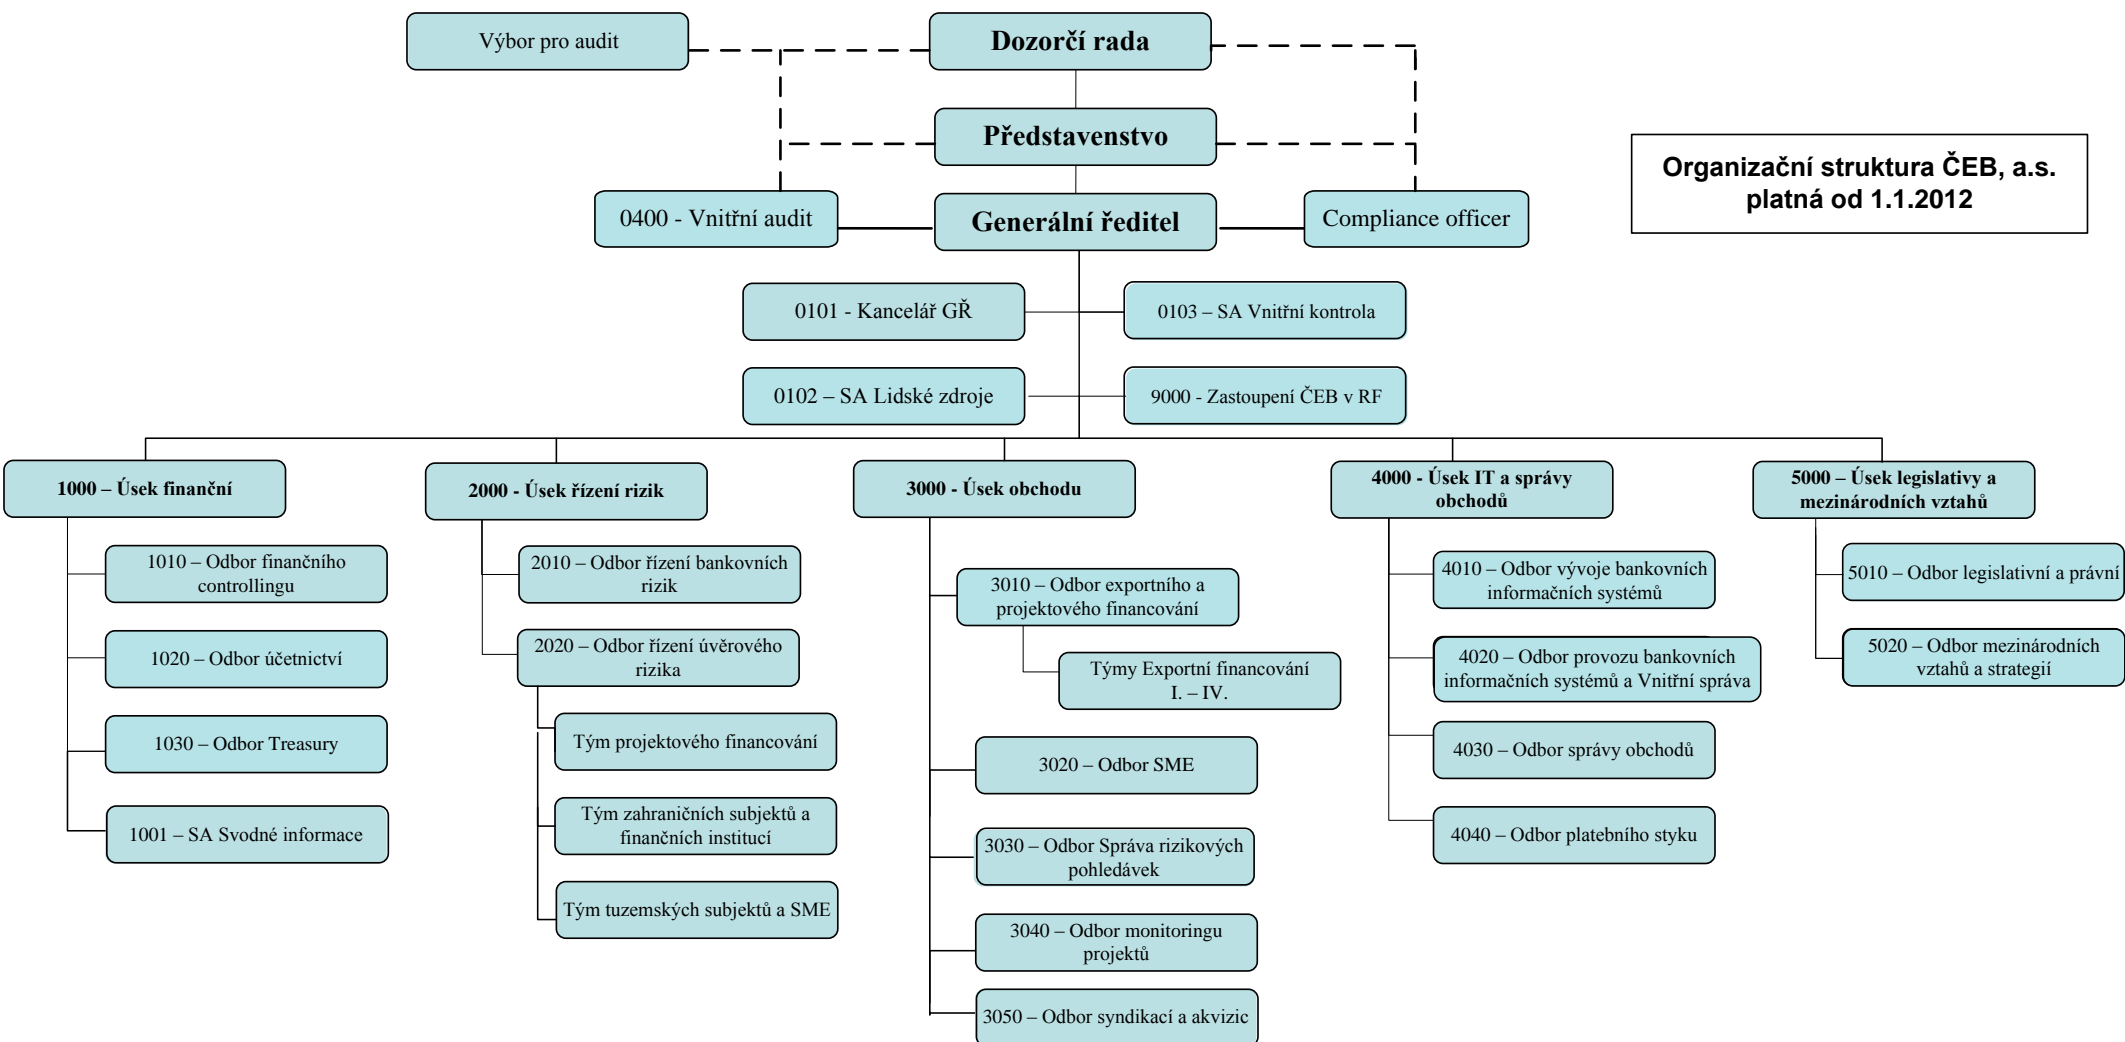 Výbor pro audit
Dozorčí rada
Představenstvo
Organizační struktura ČEB, a.s.
platná od 1.1.2012
0400 - Vnitřní audit
Generální ředitel
Compliance officer
0101 - Kancelář GŘ
0103 – SA Vnitřní kontrola
0102 – SA Lidské zdroje
9000 - Zastoupení ČEB v RF
1000 – Úsek finanční
1010 – Odbor finančního
controllingu
1020 – Odbor účetnictví
1030 – Odbor Treasury
1001 – SA Svodné informace
2000 - Úsek řízení rizik
2010 – Odbor řízení bankovních
rizik
2020 – Odbor řízení úvěrového
rizika
Tým projektového financování
Tým zahraničních subjektů a
finančních institucí
Tým tuzemských subjektů a SME
3000 - Úsek obchodu
3010 – Odbor exportního a
projektového financování
Týmy Exportní financování
I. – IV.
3020 – Odbor SME
3030 – Odbor Správa rizikových
pohledávek
3040 – Odbor monitoringu
projektů
3050 – Odbor syndikací a akvizic
4000 - Úsek IT a správy
obchodů
4010 – Odbor vývoje bankovních
informačních systémů
4020 – Odbor provozu bankovních
informačních systémů a Vnitřní správa
4030 – Odbor správy obchodů
4040 – Odbor platebního styku
5000 – Úsek legislativy a
mezinárodních vztahů
5010 – Odbor legislativní a právní
5020 – Odbor mezinárodních
vztahů a strategií